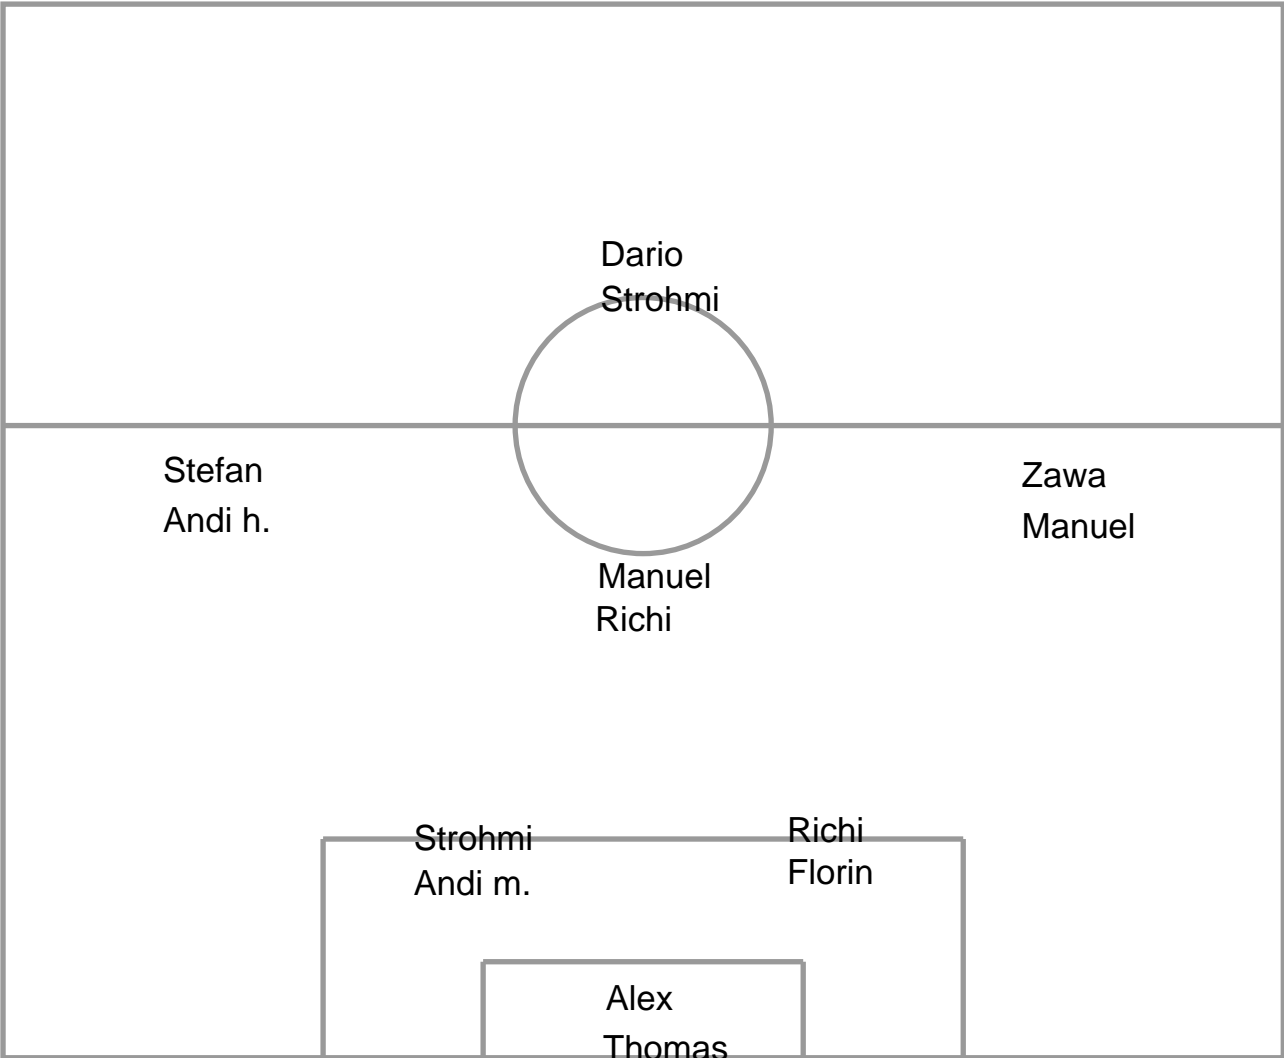 Dario
Strohmi
Stefan
Andi h.
Zawa
Manuel
Manuel
Richi
Strohmi
Andi m.
Richi
Florin
Alex
Thomas